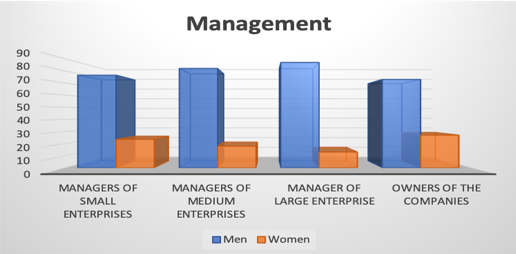 Management
90
80
70
60
50
40
30
20
10
0
MANAGERS OF
SMALL
ENTERPRISES
MANAGERS OF
MEDIUM
ENTERPRISES
MANAGER OF
LARGE ENTERPRISE
OWNERS OF THE
COMPANIES
Men Women